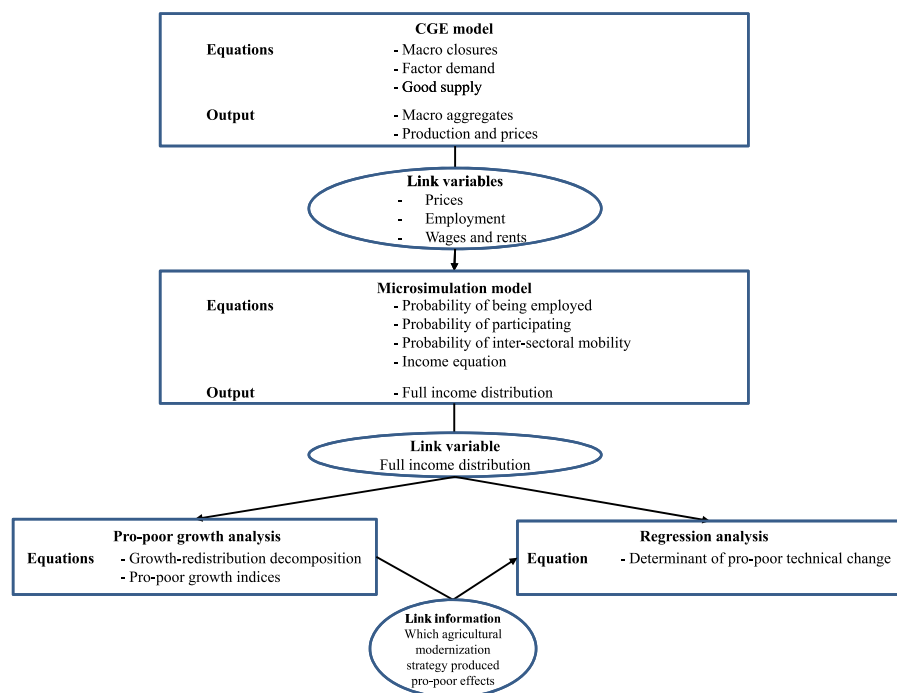 CGE model
Equations
- Macro closures
- Factor demand
- Good supply
Output
- Macro aggregates
- Production and prices
Link variables
- Prices
- Employment
- Wages and rents
Microsimulation model
Equations
- Probability of being employed
- Probability of participating
- Probability of inter-sectoral mobility
- Income equation
Output
- Full income distribution
Link variable
Full income distribution
Pro-poor growth analysis
Equations
- Growth-redistribution decomposition
- Pro-poor growth indices
Regression analysis
Equation
- Determinant of pro-poor technical change
Link information
Which agricultural
modernization
strategy produced
pro-poor effects